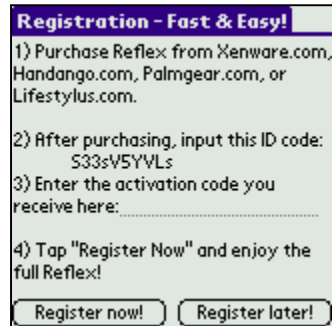 Registration - Fast & Easy!
1) Purchase Reflex from Xenware.com,
Handango.com, Palmgear.com, or
Lifestylus.com.
2) After purchasing, input this ID code:
S33sV5YVLs
3) Enter the activation code you
receive here:
4) Tap "Register Now" and enjoy the
full Reflex!
Register now! Register later!